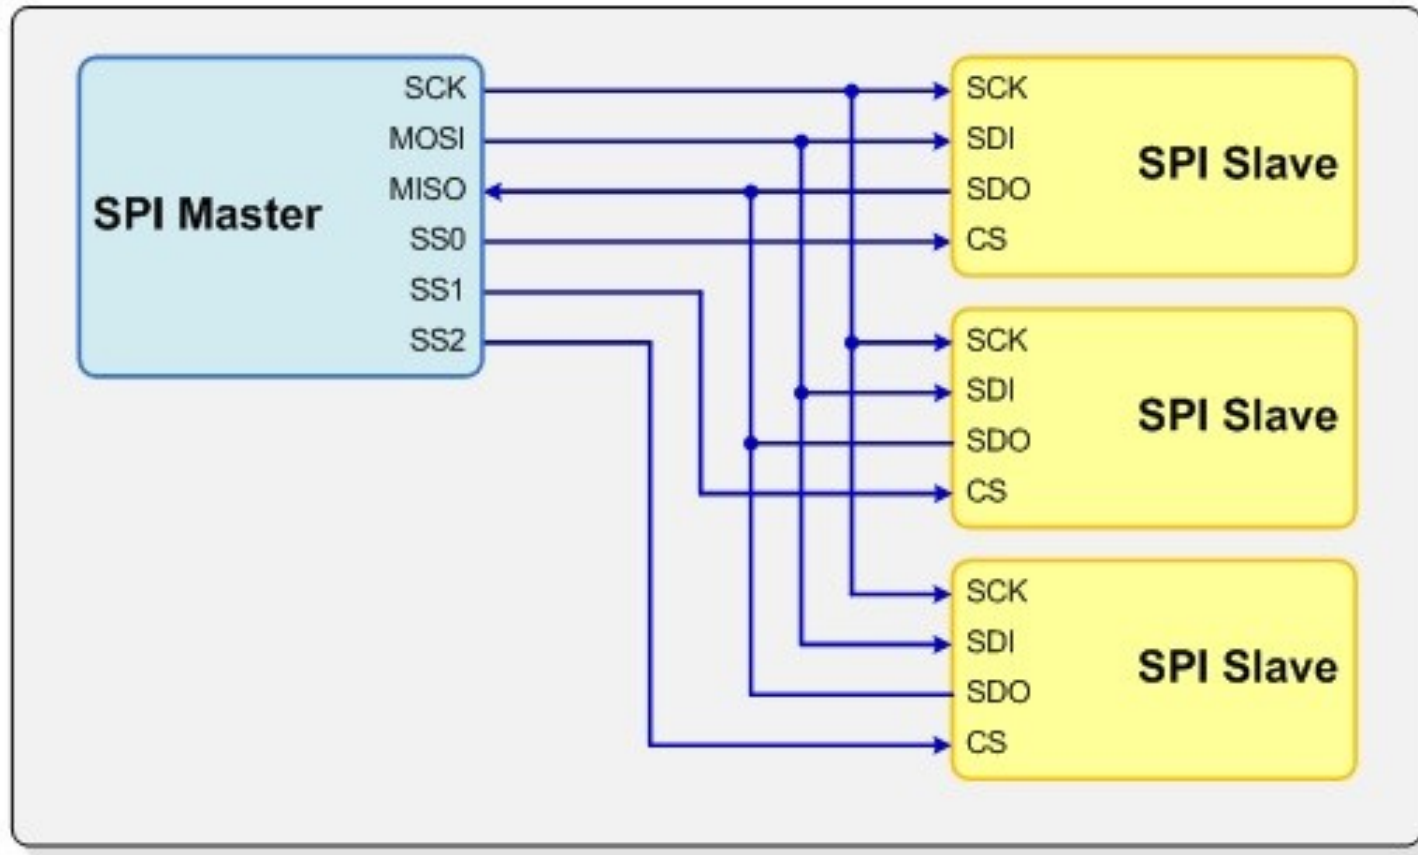 SPI Master
SCK
MOSI
MISO
SS0
SS1
SS2
SCK
SDI
SDO
CS
SPI Slave
SCK
SDI
SDO
CS
SPI Slave
SCK
SDI
SDO
CS
SPI Slave